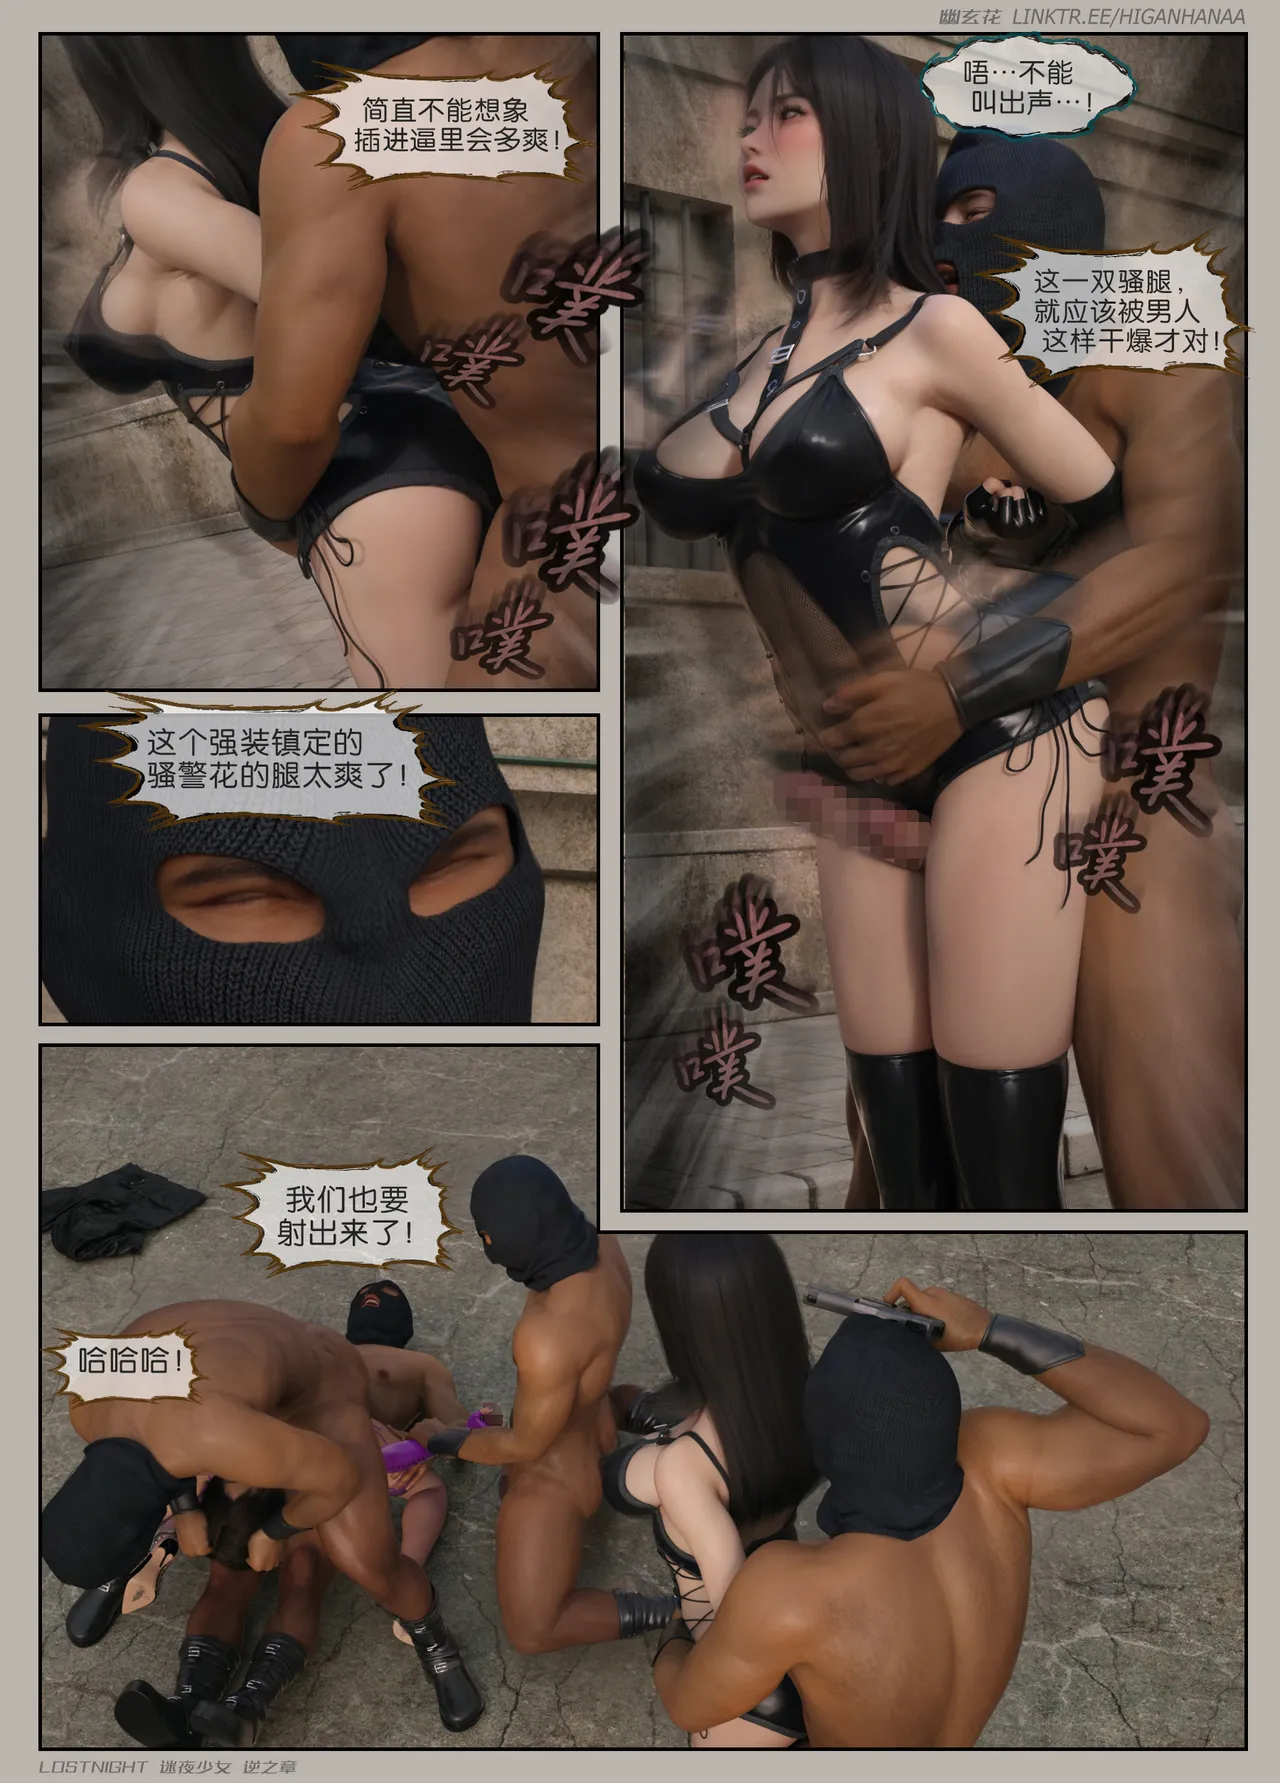 幽玄花 LINKTR.EE/HIGANHANAA
简直不能想象
插进逼里会多爽!
噗
噗
噗
噗
唔…不能
叫出声…!
这一双骚腿,
就应该被男人
这样干爆才对!
噗
噗
噗
噗
这个强装镇定的
骚警花的腿太爽了!
我们也要
射出来了!
哈哈哈!
LOSTNIGHT 迷夜少女 逆之章